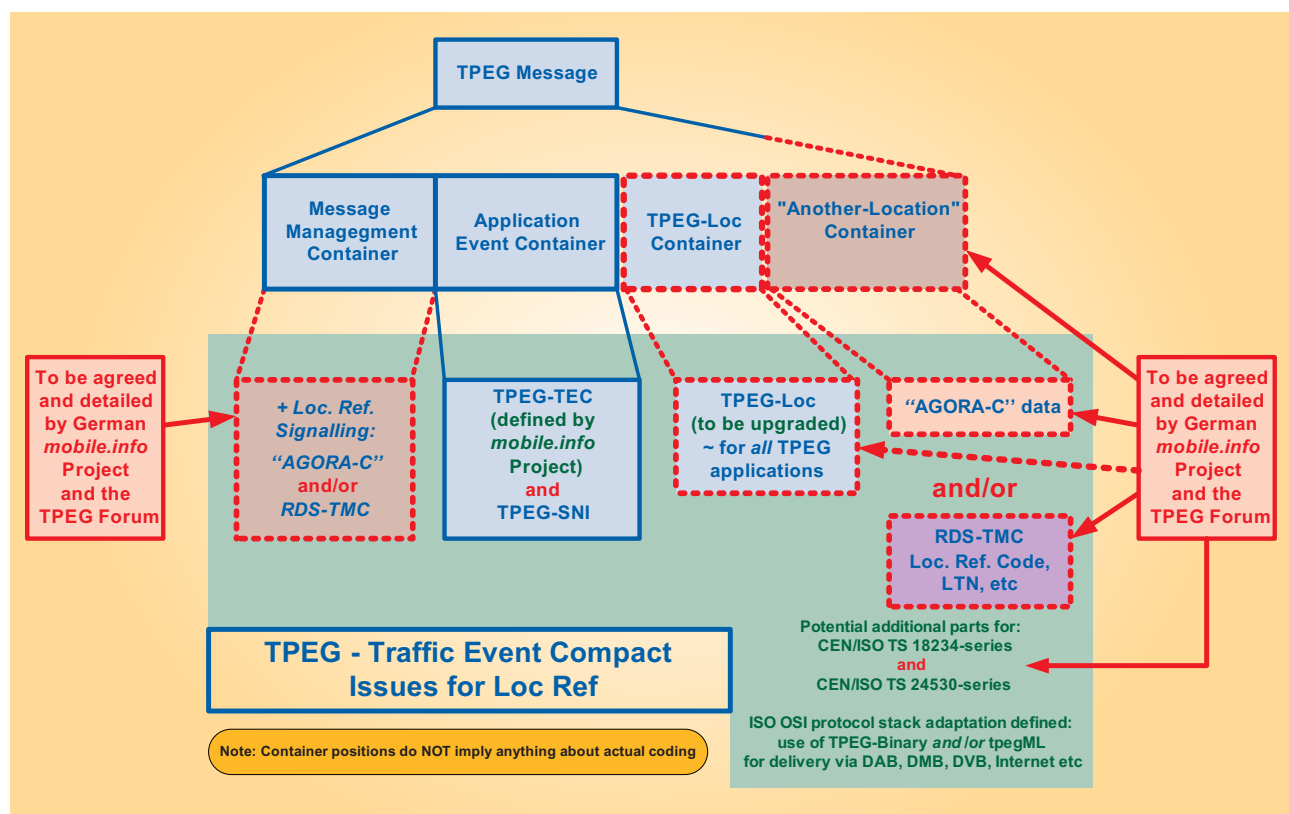 TPEG Message
Message
Managegment
Container
Application
Event Container
TPEG-Loc
Container
"Another-Location"
Container
To be agreed
and detailed
by German
mobile.info
Project
and the
TPEG Forum
+ Loc. Ref.
Signalling:
“AGORA-C”
and/or
RDS-TMC
TPEG-TEC
(defined by
mobile.info
Project)
and
TPEG-SNI
TPEG-Loc
(to be upgraded)
~ for all TPEG
applications
“AGORA-C” data
and/or
RDS-TMC
Loc. Ref. Code,
LTN, etc
To be agreed
and detailed
by German
mobile.info
Project
and the
TPEG Forum
TPEG - Traffic Event Compact
Issues for Loc Ref
Note: Container positions do NOT imply anything about actual coding
Potential additional parts for:
CEN/ISO TS 18234-series
and
CEN/ISO TS 24530-series
ISO OSI protocol stack adaptation defined:
use of TPEG-Binary and/or tpegML
for delivery via DAB, DMB, DVB, Internet etc